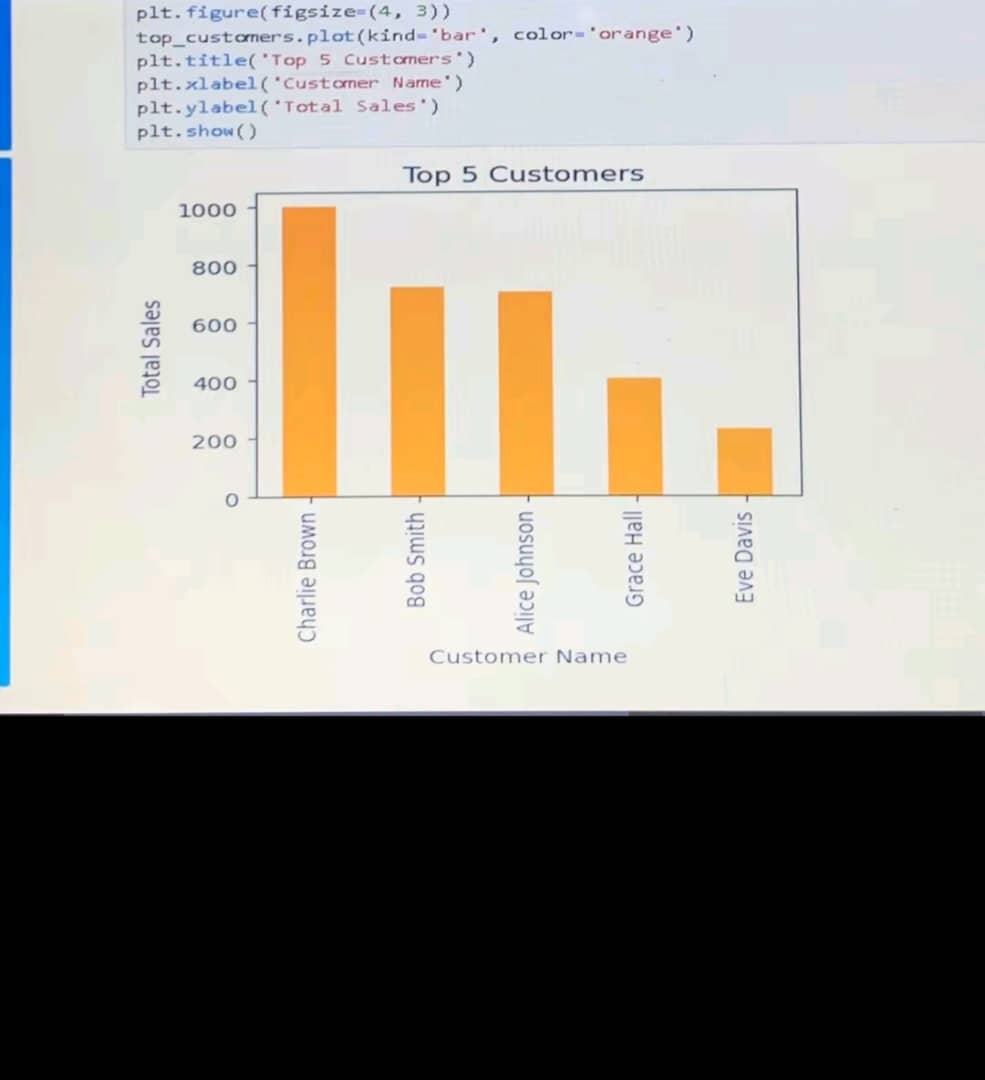 plt.figure(figsize=(4, 3))
top_customers.plot(kind='bar', color='orange')
plt.title('Top 5 Customers')
plt.xlabel('Customer Name')
plt.ylabel('Total Sales')
plt.show()
Top 5 Customers
1000
800
600
400
200
0
Total Sales
Charlie Brown
Bob Smith
Alice Johnson
Grace Hall
Eve Davis
Customer Name